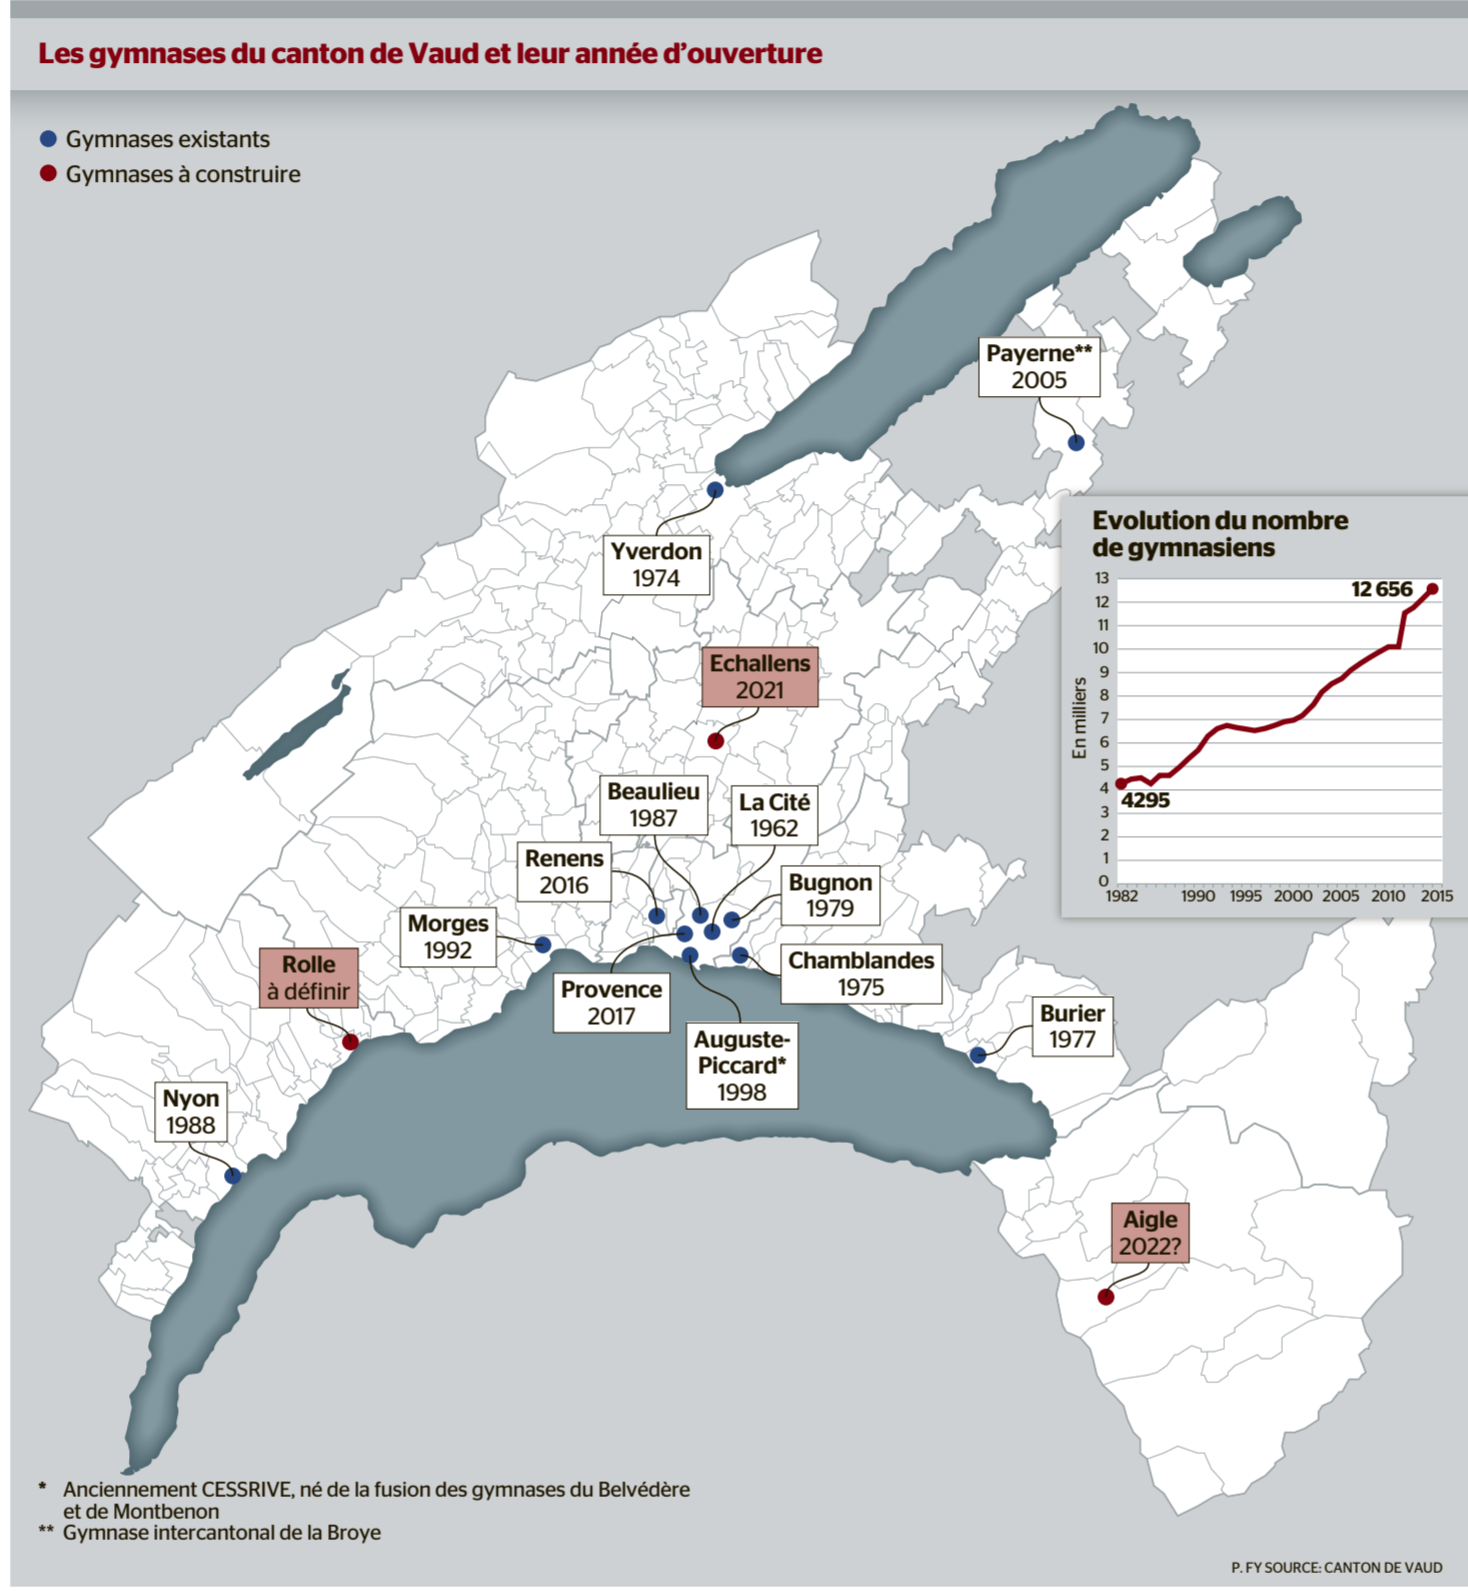 Les gymnases du canton de Vaud et leur année d'ouverture
Gymnases existants
Gymnases à construire
Payerne**
2005
Yverdon
1974
Echallens
2021
Beaulieu
1987
La Cité
1962
Renens
2016
Bugnon
1979
Morges
1992
Chamblandes
1975
Rolle
à définir
Provence
2017
Auguste-
Piccard*
1998
Burier
1977
Nyon
1988
Aigle
2022?
Evolution du nombre
de gymnasiens
En milliers
13
12
11
10
9
8
7
6
5
4
3
2
1
0
12 656
4295
1982 1990 1995 2000 2005 2010 2015
* Anciennement CESSRIVE, né de la fusion des gymnases du Belvédère
et de Montbenon
** Gymnase intercantonal de la Broye
P. FY SOURCE: CANTON DE VAUD